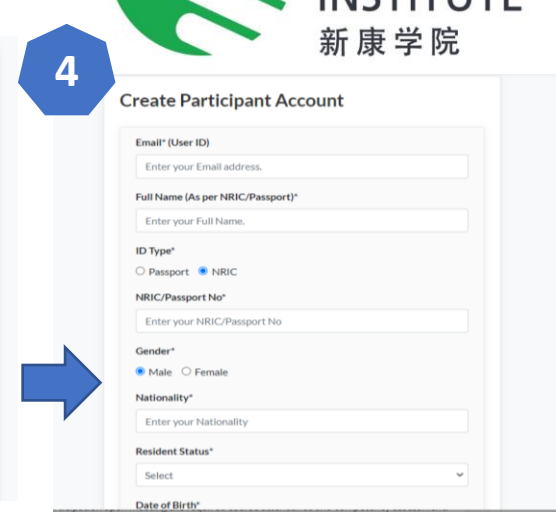 INSTITUTE
新康学院
4
Create Participant Account
Email* (User ID)
Enter your Email address.
Full Name (As per NRIC/Passport)*
Enter your Full Name.
ID Type*
Passport NRIC
NRIC/Passport No*
Enter your NRIC/Passport No
Gender*
Male Female
Nationality*
Enter your Nationality
Resident Status*
Select
Date of Birth*